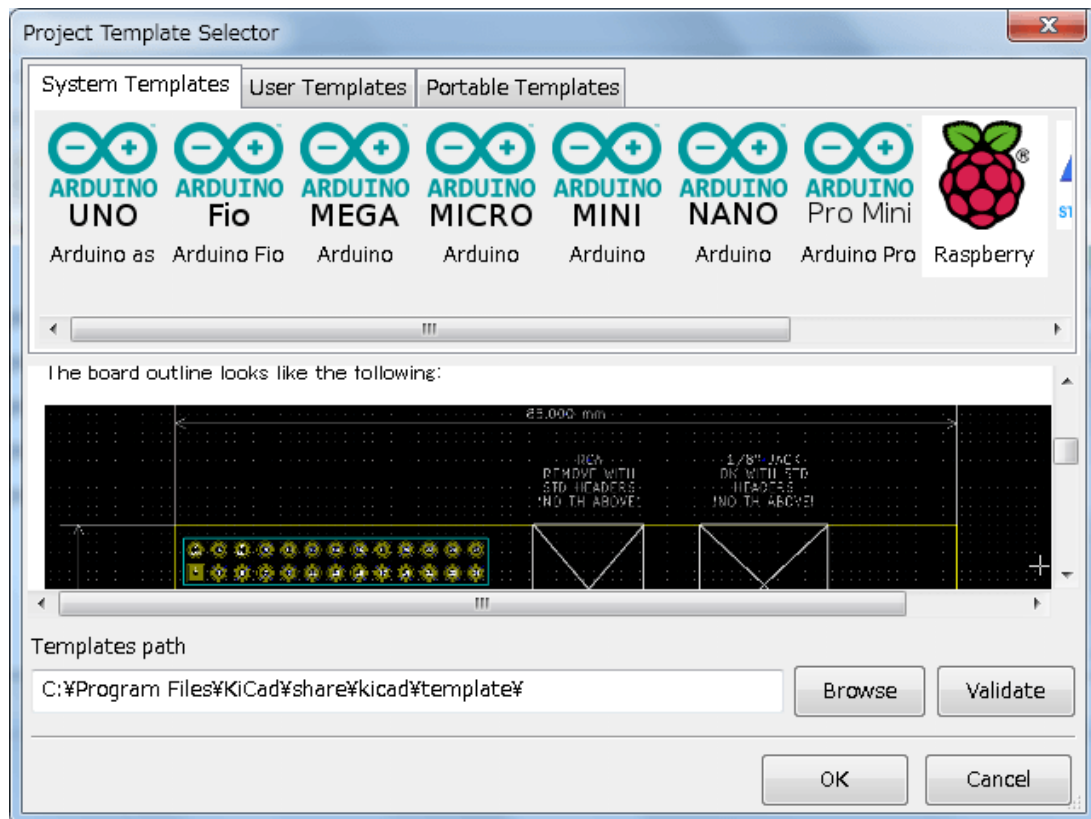 Project Template Selector
System Templates User Templates Portable Templates
ARDUINO ARDUINO ARDUINO ARDUINO ARDUINO ARDUINO ARDUINO ®
UNO Fio MEGA MICRO MINI NANO Pro Mini
Arduino as Arduino Fio Arduino Arduino Arduino Arduino Arduino Pro Raspberry
The board outline looks like the following:
85.000 mm
RCA 1/8" JACK
REMOVE WITH OK WITH STD
STD HEADERS HEADERS
!NO TH ABOVE! !NO TH ABOVE!
Templates path
C:¥Program Files¥KiCad¥share¥kicad¥template¥ Browse Validate
OK Cancel